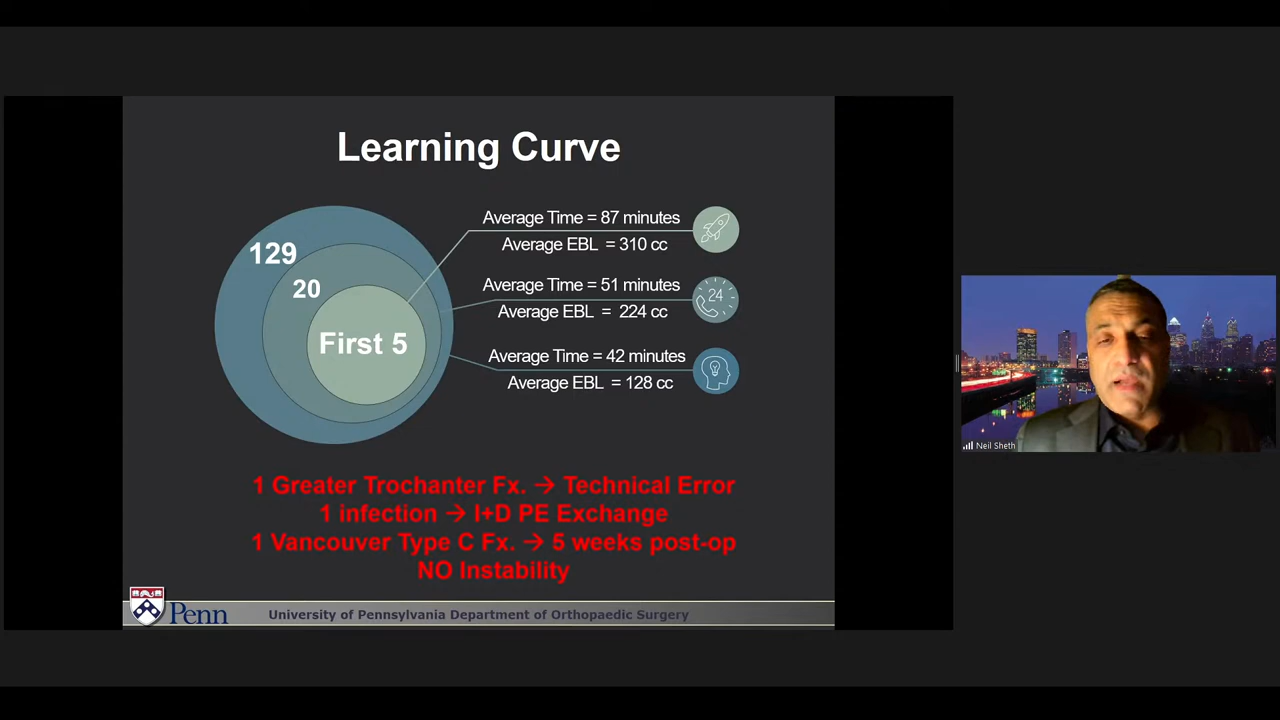 Learning Curve
129
20
First 5
Average Time = 87 minutes
Average EBL = 310 cc
Average Time = 51 minutes
24
Average EBL = 224 cc
Average Time = 42 minutes
Average EBL = 128 cc
1 Greater Trochanter Fx. → Technical Error
1 infection → I+D PE Exchange
1 Vancouver Type C Fx. → 5 weeks post-op
NO Instability
Penn
University of Pennsylvania Department of Orthopaedic Surgery
Neil Sheth